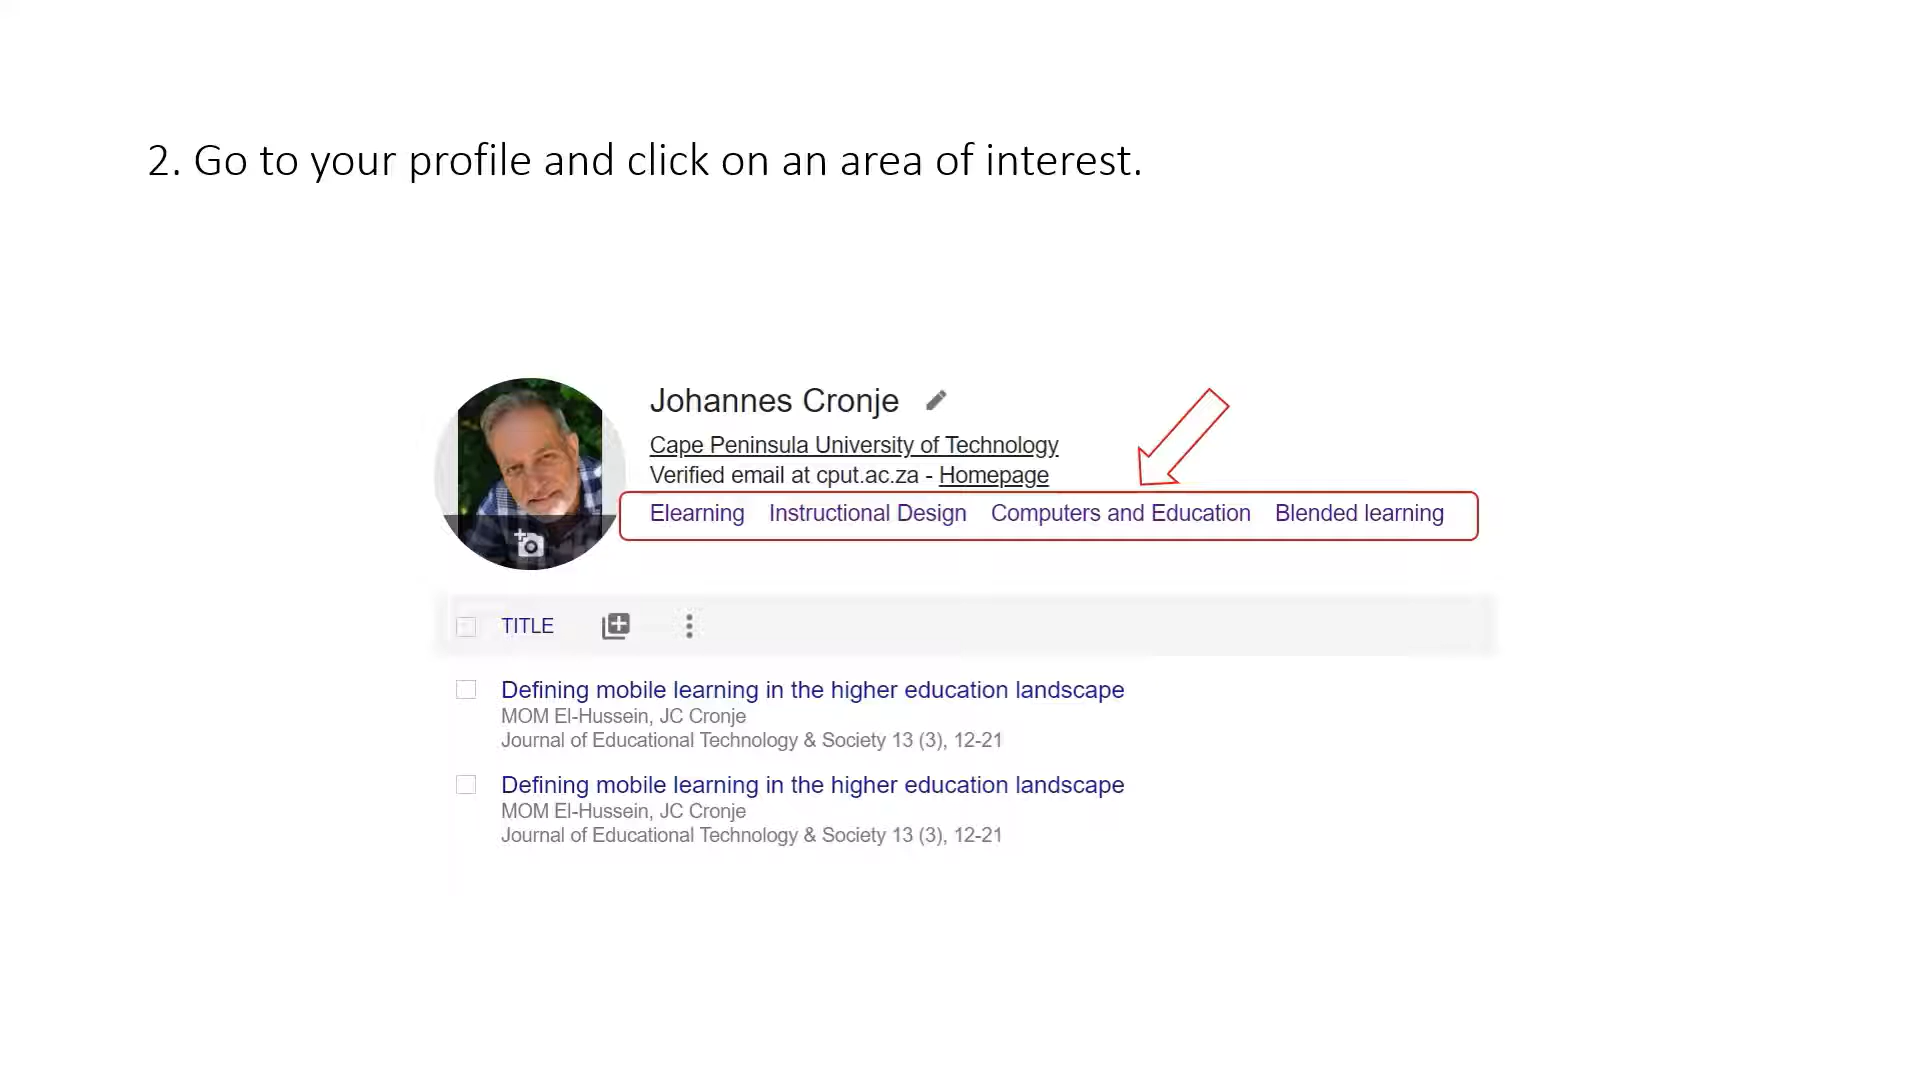 2. Go to your profile and click on an area of interest.
Johannes Cronje
Cape Peninsula University of Technology
Verified email at cput.ac.za - Homepage
Elearning Instructional Design Computers and Education Blended learning
TITLE
Defining mobile learning in the higher education landscape
MOM El-Hussein, JC Cronje
Journal of Educational Technology & Society 13 (3), 12-21
Defining mobile learning in the higher education landscape
MOM El-Hussein, JC Cronje
Journal of Educational Technology & Society 13 (3), 12-21